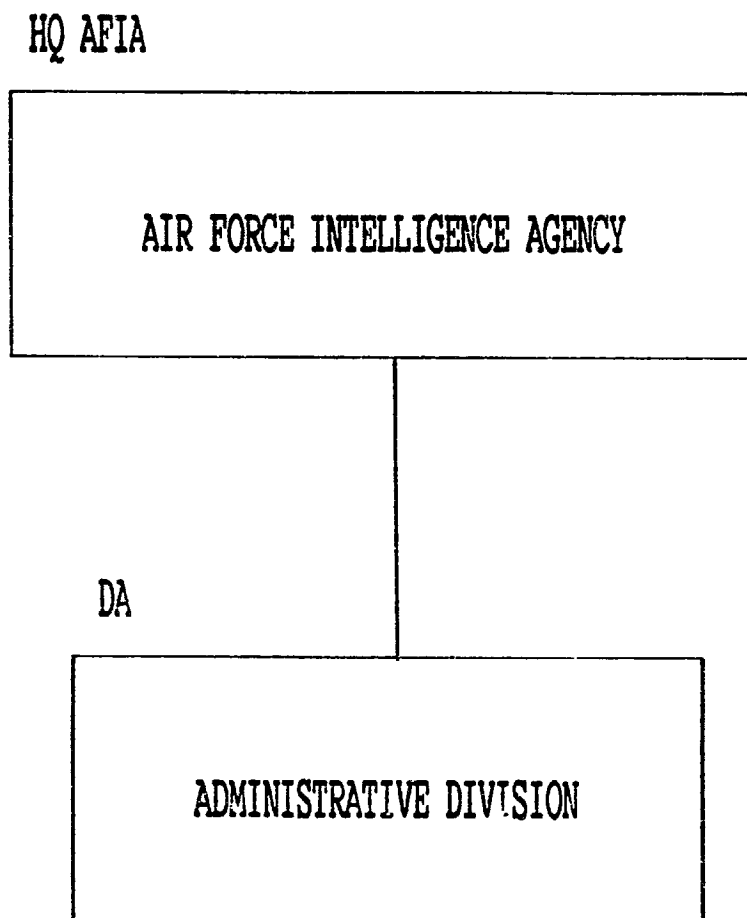 HQ AFIA
AIR FORCE INTELLIGENCE AGENCY
DA
ADMINISTRATIVE DIVISION